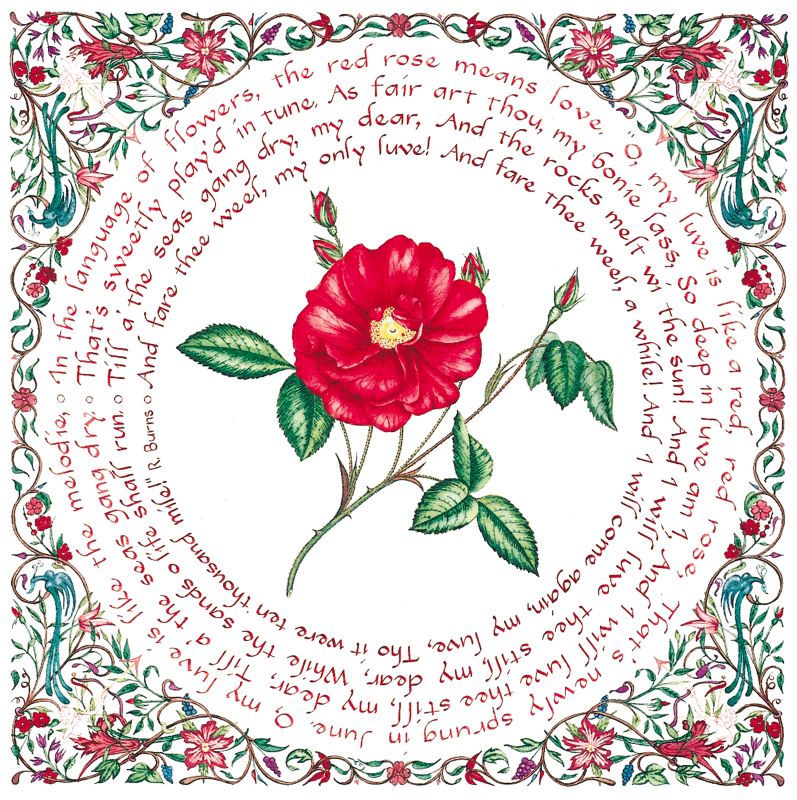 In the language of flowers, the red rose means love. "O, my luve is like a red, red rose, That's newly sprung in June. O, my luve is like the melodie,
That's sweetly play'd in tune. As fair art thou, my bonie lass, So deep in luve am I, And I will luve thee still, my dear, Till a' the seas gang dry.
Till a' the seas gang dry, my dear, And the rocks melt wi' the sun! And I will luve thee still, my dear, While the sands o' life shall run.
And fare thee weel, my only luve! And fare thee weel, a while! And I will come again, my luve, Tho' it were ten thousand mile!" R. Burns